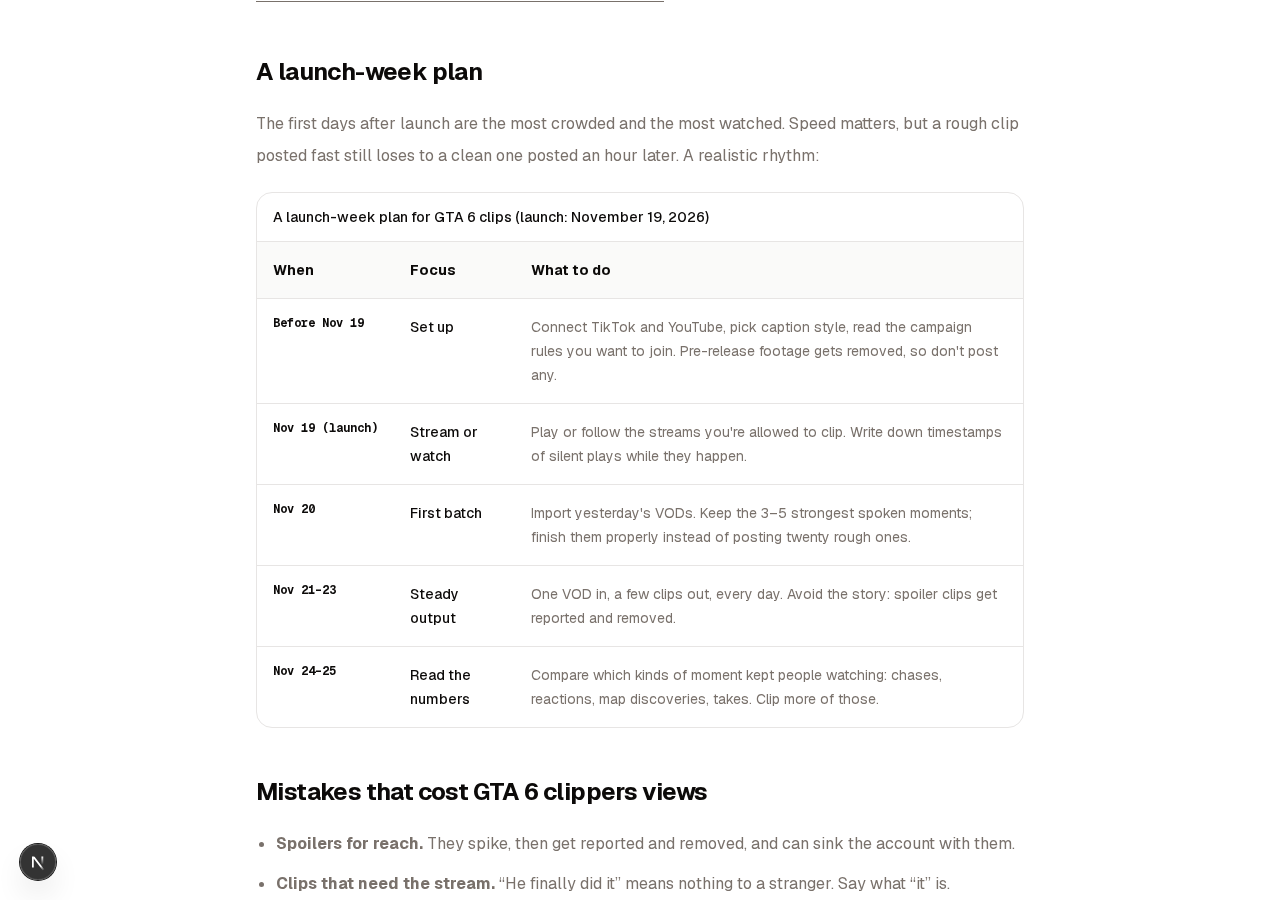 A launch-week plan
The first days after launch are the most crowded and the most watched. Speed matters, but a rough clip
posted fast still loses to a clean one posted an hour later. A realistic rhythm:
A launch-week plan for GTA 6 clips (launch: November 19, 2026)
When Focus What to do
Before Nov 19 Set up Connect TikTok and YouTube, pick caption style, read the campaign
rules you want to join. Pre-release footage gets removed, so don't post
any.
Nov 19 (launch) Stream or Play or follow the streams you're allowed to clip. Write down timestamps
watch of silent plays while they happen.
Nov 20 First batch Import yesterday's VODs. Keep the 3–5 strongest spoken moments;
finish them properly instead of posting twenty rough ones.
Nov 21–23 Steady One VOD in, a few clips out, every day. Avoid the story: spoiler clips get
output reported and removed.
Nov 24–25 Read the Compare which kinds of moment kept people watching: chases,
numbers reactions, map discoveries, takes. Clip more of those.
Mistakes that cost GTA 6 clippers views
• Spoilers for reach. They spike, then get reported and removed, and can sink the account with them.
• Clips that need the stream. “He finally did it” means nothing to a stranger. Say what “it” is.
N